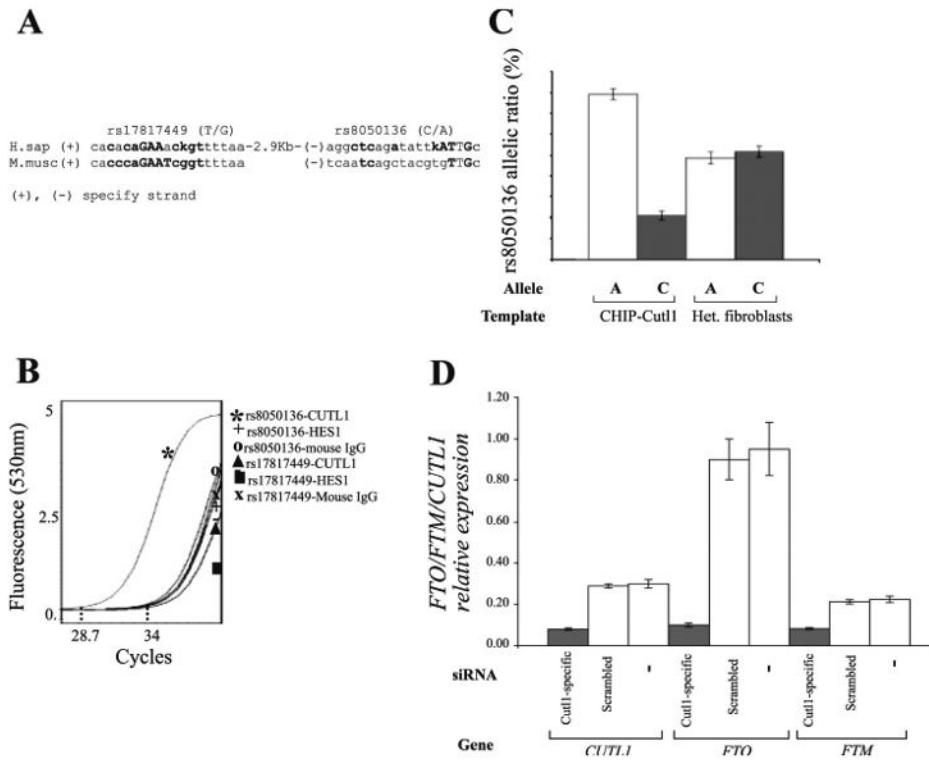 A
rs17817449 (T/G) rs8050136 (C/A)
H.sap (+) cacacaGAAackgttttaa-2.9Kb-(-)aggctcagatattkATTGc
M.musc(+) cacccaGAATcggttttaa (-)tcaatcagctacgtgTTGc
(+), (-) specify strand
B
Fluorescence (530nm)
5
2.5
0.
28.7 34
Cycles
* rs8050136-CUTL1
+ rs8050136-HES1
o rs8050136-mouse IgG
▲ rs17817449-CUTL1
■ rs17817449-HES1
x rs17817449-Mouse IgG
C
rs8050136 allelic ratio (%)
Allele A C A C
Template CHIP-Cutl1 Het. fibroblasts
D
FTO/FTM/CUTL1
relative expression
1.20
1.00
0.80
0.60
0.40
0.20
0.00
siRNA Cutl1-specific Scrambled - Cutl1-specific Scrambled - Cutl1-specific Scrambled -
Gene CUTL1 FTO FTM